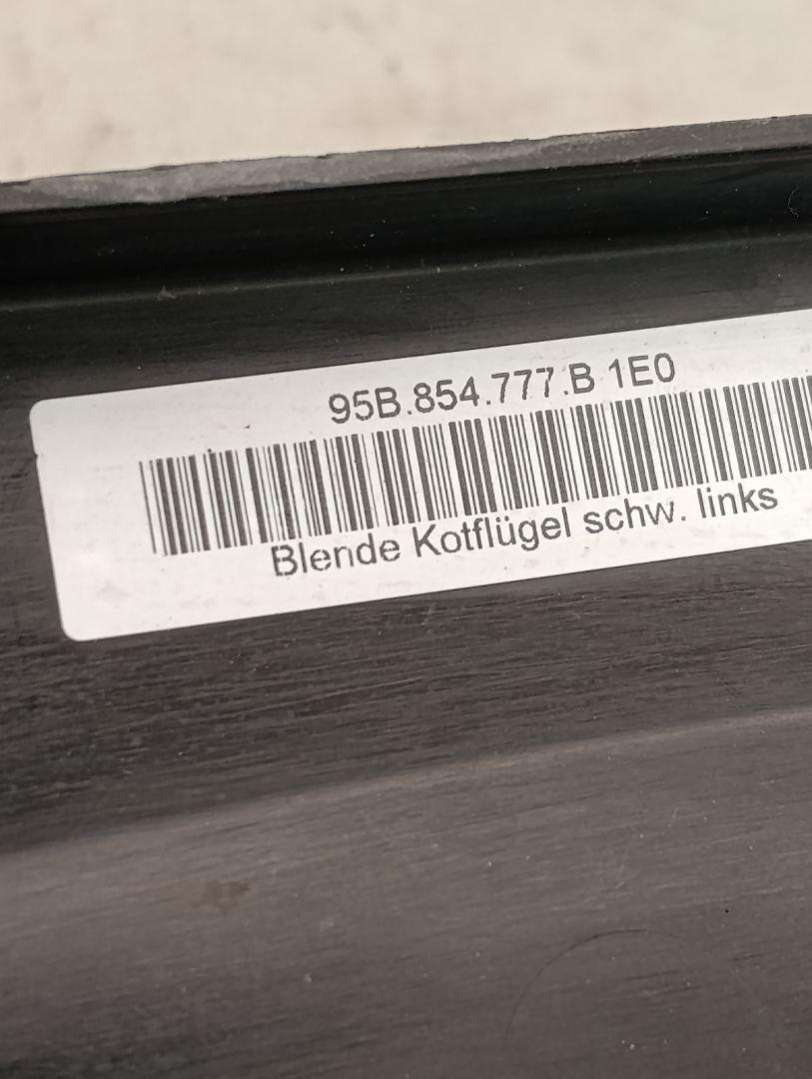 95B.854.777.B 1E0
Blende Kotflügel schw. links